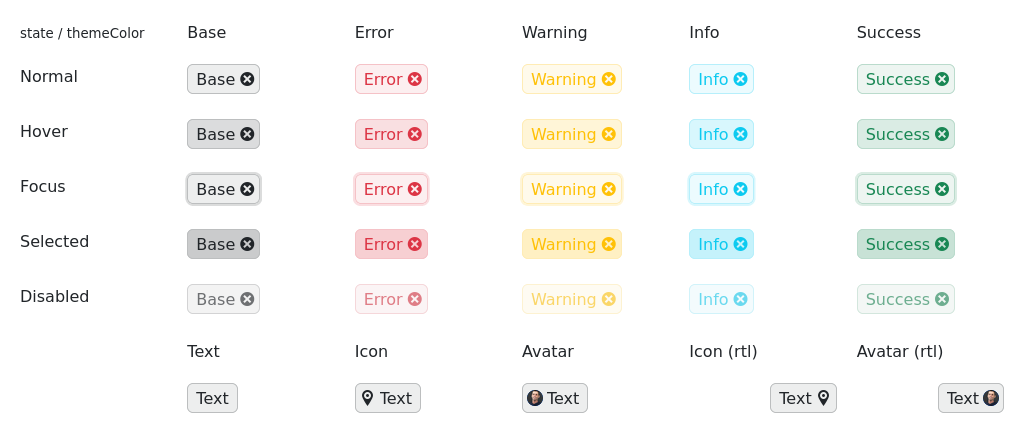 state / themeColor Base Error Warning Info Success
Normal Base Error Warning Info Success
Hover Base Error Warning Info Success
Focus Base Error Warning Info Success
Selected Base Error Warning Info Success
Disabled Base Error Warning Info Success
Text Icon Avatar Icon (rtl) Avatar (rtl)
Text Text Text Text Text